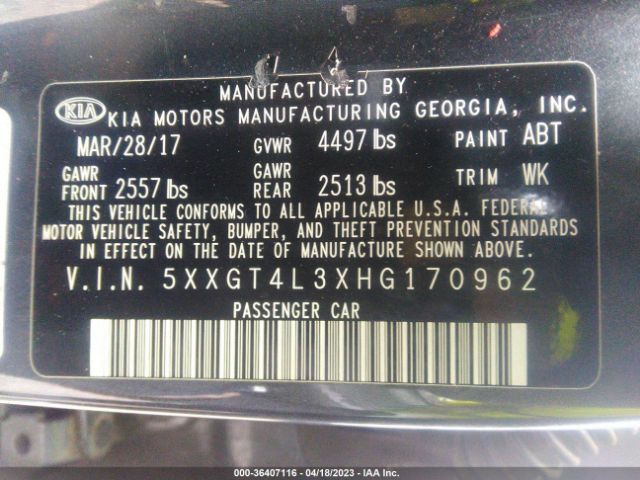 MANUFACTURED BY
KIA KIA MOTORS MANUFACTURING GEORGIA, INC.
MAR/28/17 GVWR 4497 lbs PAINT ABT
GAWR FRONT 2557 lbs GAWR REAR 2513 lbs TRIM WK
THIS VEHICLE CONFORMS TO ALL APPLICABLE U.S.A. FEDERAL
MOTOR VEHICLE SAFETY, BUMPER, AND THEFT PREVENTION STANDARDS
IN EFFECT ON THE DATE OF MANUFACTURE SHOWN ABOVE.
V.I.N. 5XXGT4L3XHG170962
PASSENGER CAR
000-36407116 - 04/18/2023 - IAA Inc.